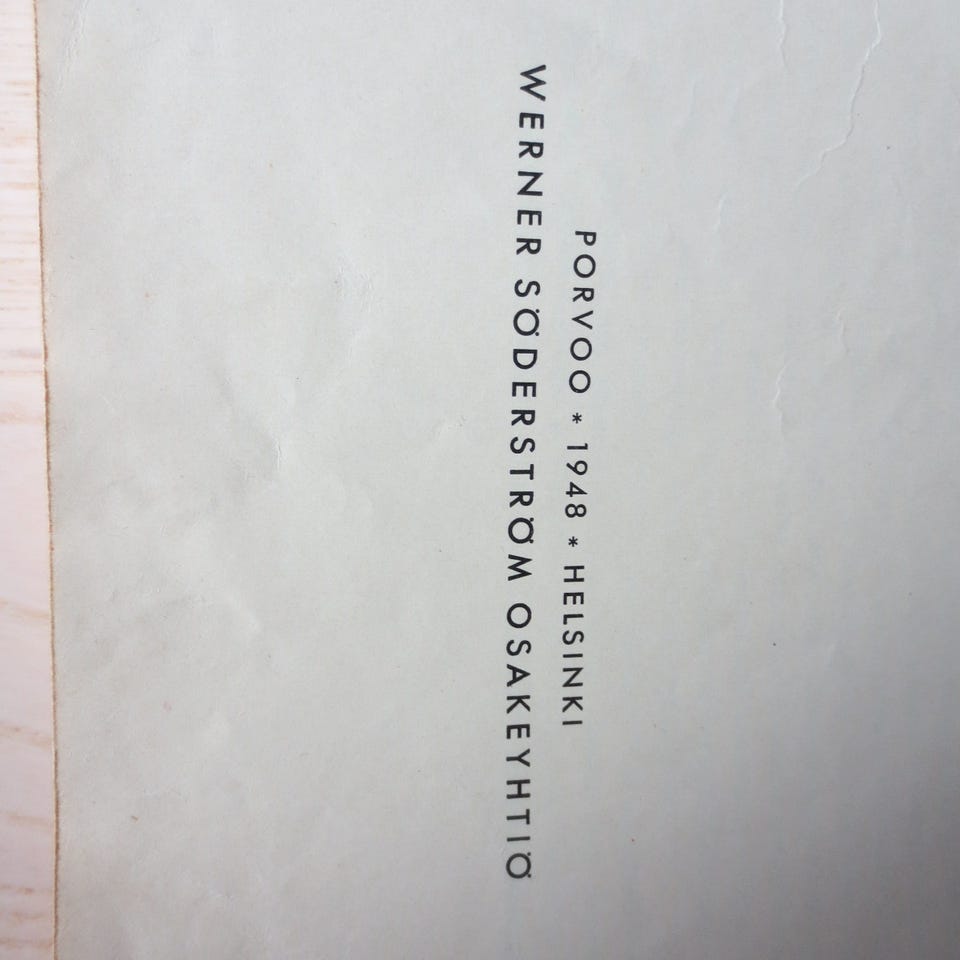 PORVOO * 1948 * HELSINKI
WERNER SÖDERSTRÖM OSAKEYHTIÖ